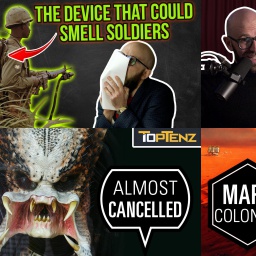 THE DEVICE THAT COULD
SMELL SOLDIERS
TOPTENZ
ALMOST
CANCELLED
MAR
COLON